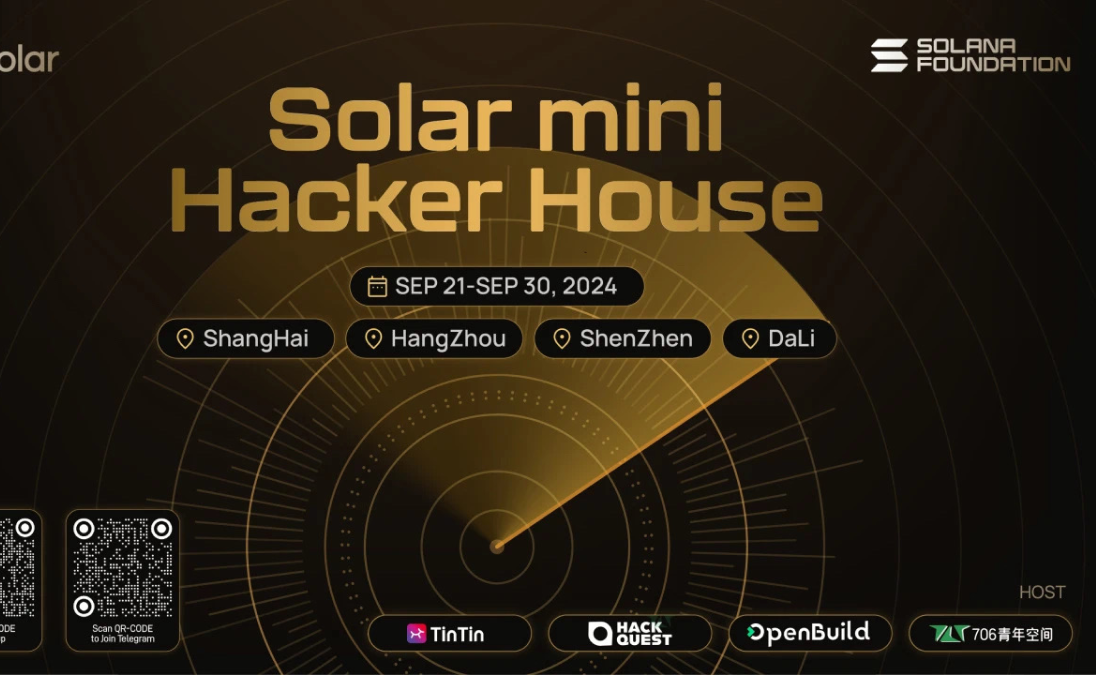 olar
SOLANA
FOUNDATION
Solar mini
Hacker House
SEP 21-SEP 30, 2024
ShangHai
HangZhou
ShenZhen
DaLi
ODE
p
Scan QR-CODE
to Join Telegram
HOST
TinTin
HACK
QUEST
OpenBuild
706青年空间